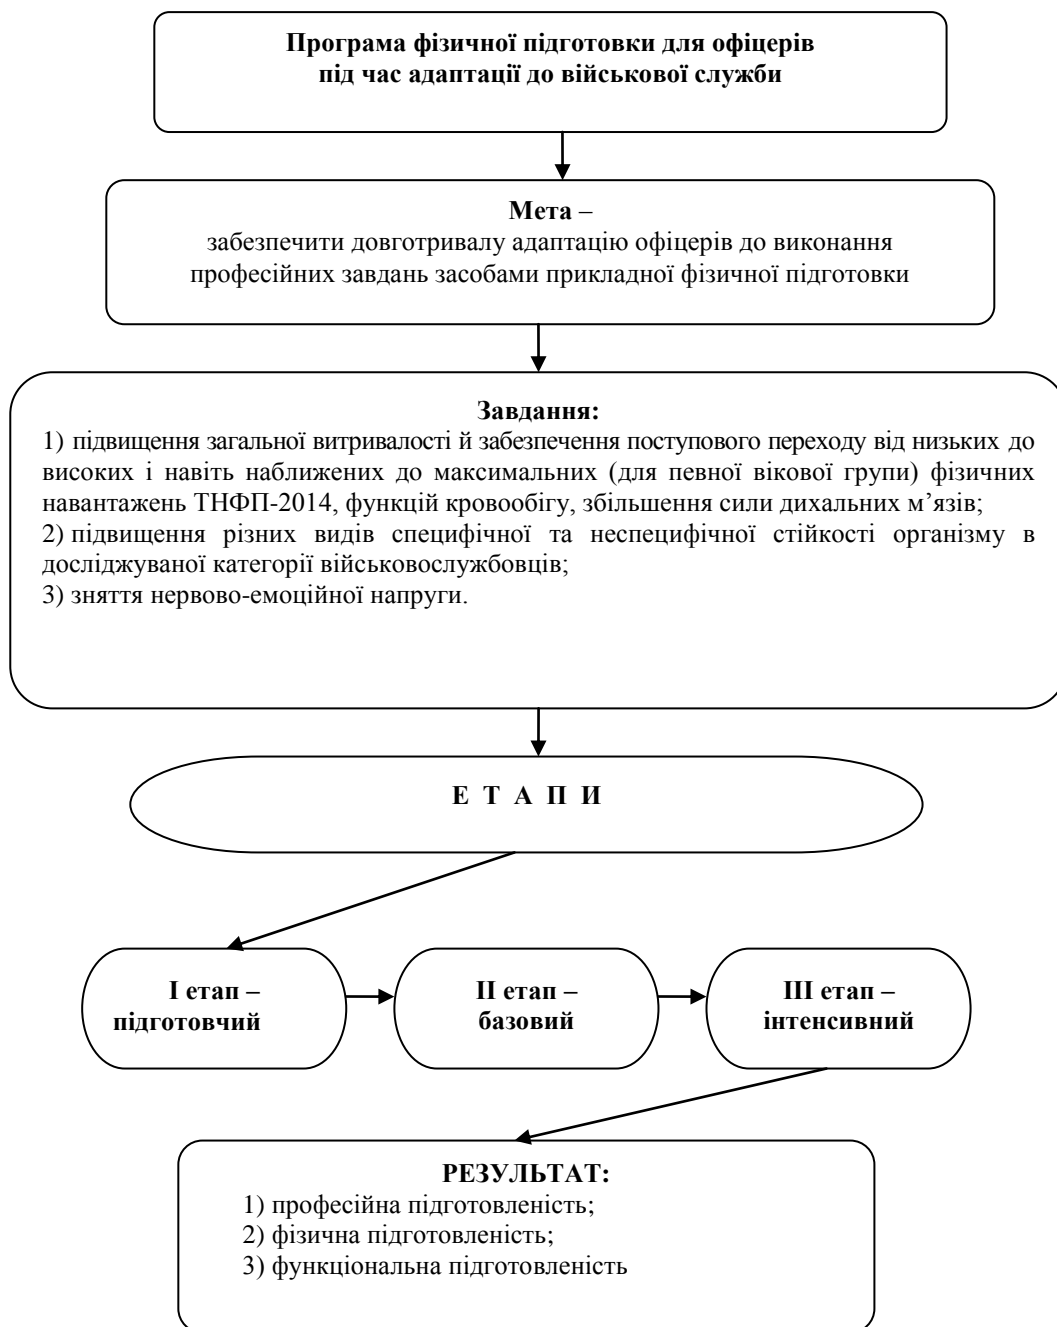 Програма фізичної підготовки для офіцерів
під час адаптації до військової служби
Мета –
забезпечити довготривалу адаптацію офіцерів до виконання
професійних завдань засобами прикладної фізичної підготовки
Завдання:
1) підвищення загальної витривалості й забезпечення поступового переходу від низьких до
високих і навіть наближених до максимальних (для певної вікової групи) фізичних
навантажень ТНФП-2014, функцій кровообігу, збільшення сили дихальних м’язів;
2) підвищення різних видів специфічної та неспецифічної стійкості організму в
досліджуваної категорії військовослужбовців;
3) зняття нервово-емоційної напруги.
Е Т А П И
І етап –
підготовчий
ІІ етап –
базовий
ІІІ етап –
інтенсивний
РЕЗУЛЬТАТ:
1) професійна підготовленість;
2) фізична підготовленість;
3) функціональна підготовленість